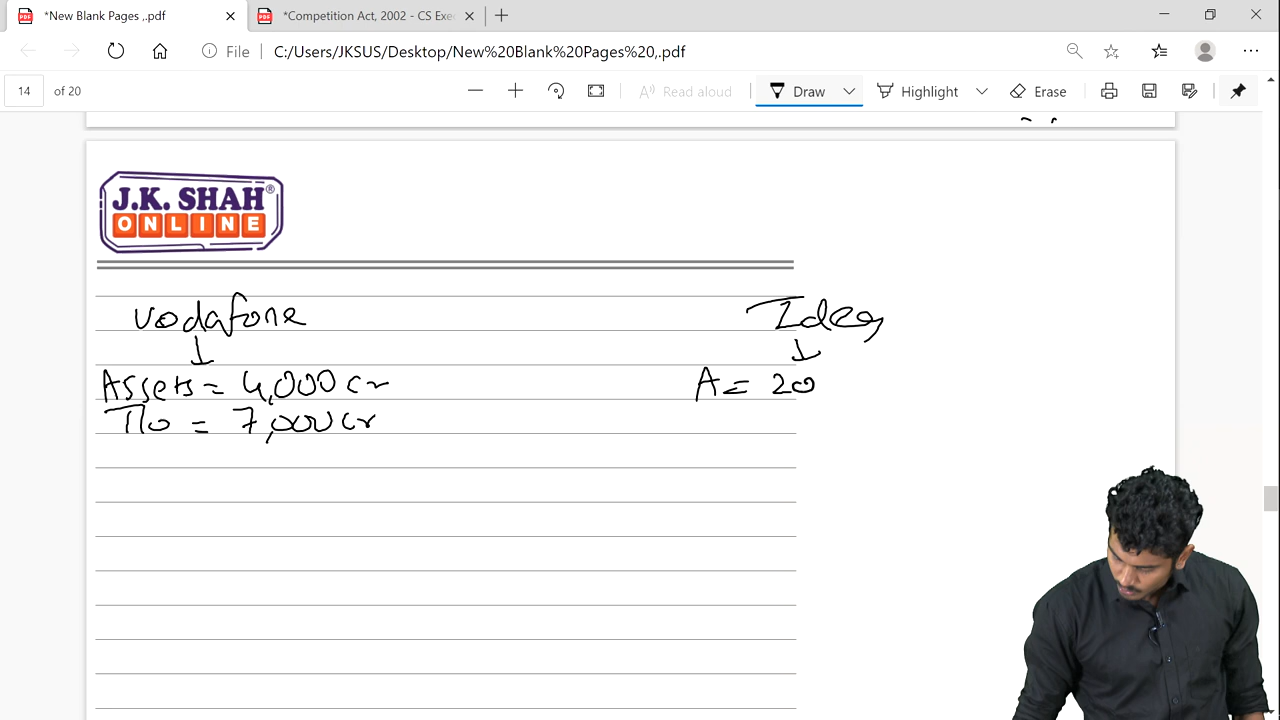 *New Blank Pages ,.pdf
*Competition Act, 2002 - CS Exe
File
C:/Users/JKSUS/Desktop/New%20Blank%20Pages%20,.pdf
14 of 20
Read aloud
Draw
Highlight
Erase
J.K. SHAH®
ONLINE
Vodafone
Idea
Assets = 4,000 cr
A = 20
T/o = 7,000 cr